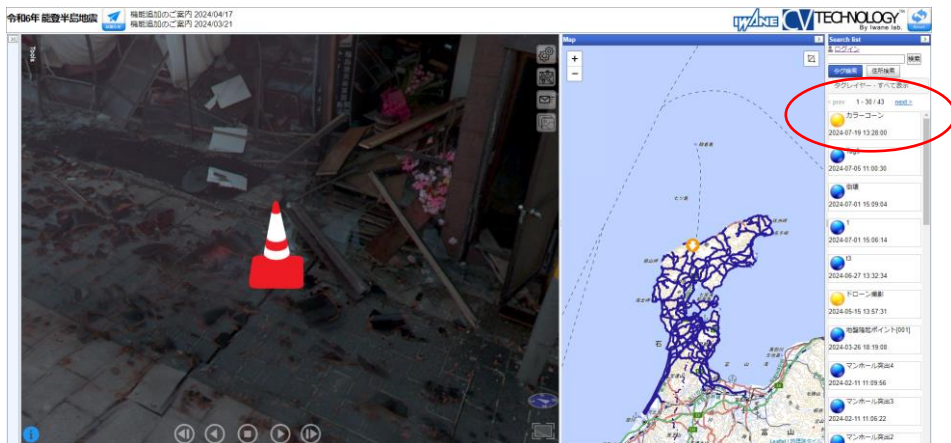 令和6年 能登半島地震
機能追加のご案内 2024/04/17
機能追加のご案内 2024/03/21
IWANE CV TECHNOLOGY
By Iwane lab.
Tools
Map
+
−
石
富 山
Leaflet
Search list
ログイン
検索
タグ検索 住所検索
タグレイヤー - すべて表示
< prev 1 - 30 / 43 next >
カラーコーン
2024-07-19 13:28:00
2024-07-05 11:00:30
倒壊
2024-07-01 15:09:04
1
2024-07-01 15:06:14
t3
2024-06-27 13:32:34
ドローン撮影
2024-05-15 13:57:31
地盤隆起ポイント(001)
2024-03-26 18:19:08
マンホール突出4
2024-02-11 11:09:56
マンホール突出3
2024-02-11 11:06:22
マンホール突出2